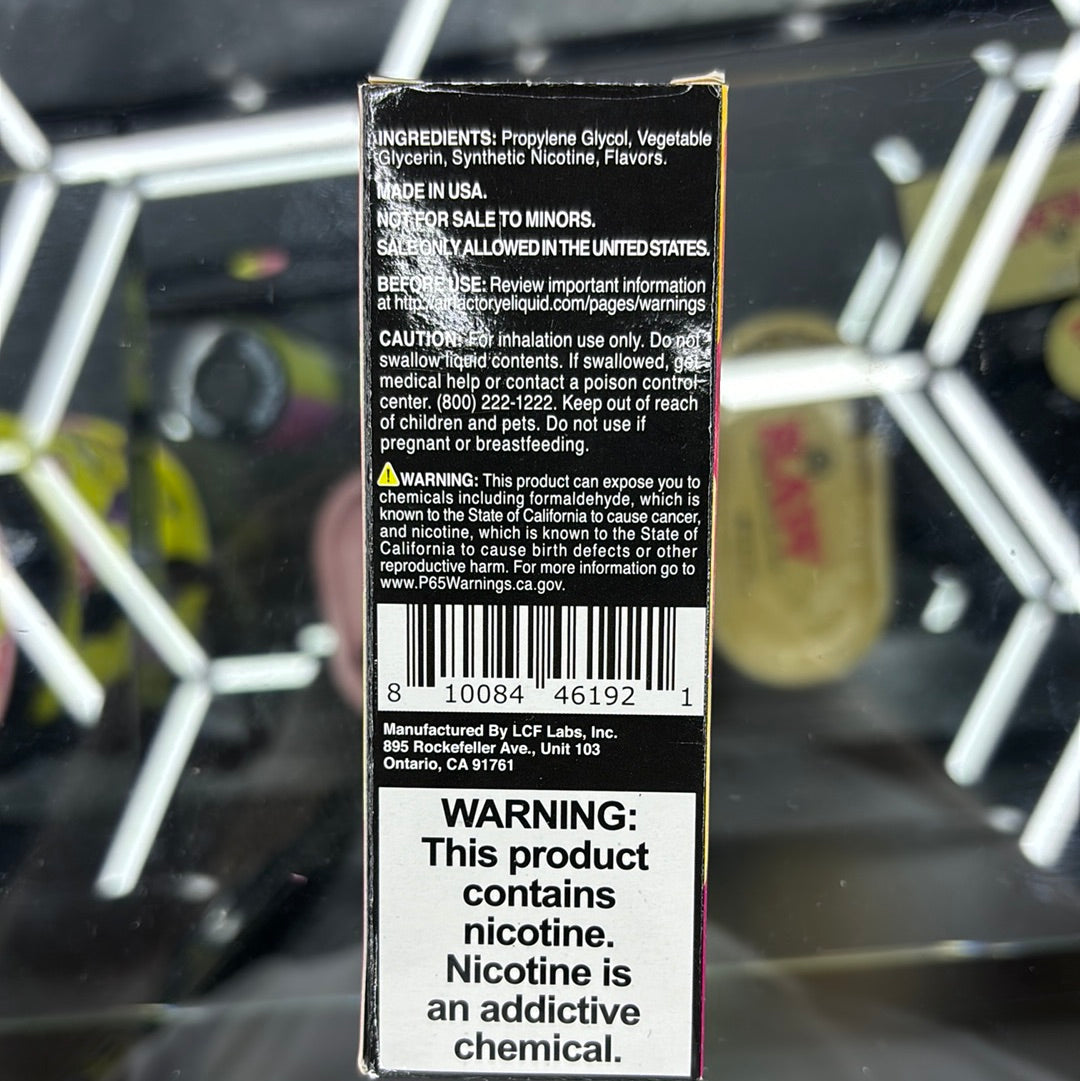 INGREDIENTS: Propylene Glycol, Vegetable
Glycerin, Synthetic Nicotine, Flavors.
MADE IN USA.
NOT FOR SALE TO MINORS.
SALE ONLY ALLOWED IN THE UNITED STATES.
BEFORE USE: Review important information
at http://airfactoryeliquid.com/pages/warnings
CAUTION: For inhalation use only. Do not
swallow liquid contents. If swallowed, get
medical help or contact a poison control
center. (800) 222-1222. Keep out of reach
of children and pets. Do not use if
pregnant or breastfeeding.
WARNING: This product can expose you to
chemicals including formaldehyde, which is
known to the State of California to cause cancer,
and nicotine, which is known to the State of
California to cause birth defects or other
reproductive harm. For more information go to
www.P65Warnings.ca.gov.
8 10084 46192 1
Manufactured By LCF Labs, Inc.
895 Rockefeller Ave., Unit 103
Ontario, CA 91761
WARNING:
This product
contains
nicotine.
Nicotine is
an addictive
chemical.
RAW